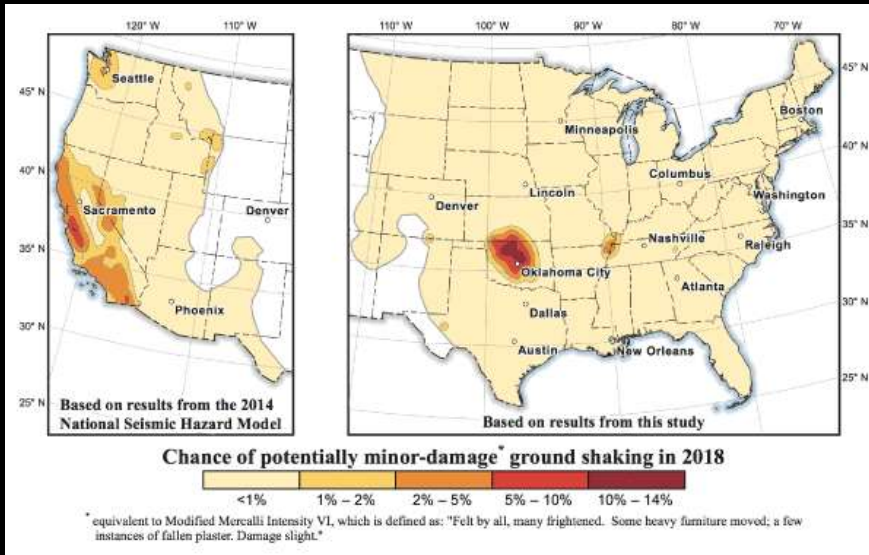 120° W
110° W
110° W
100° W
90° W
80° W
70° W
45° N
40° N
35° N
30° N
25° N
45° N
40° N
35° N
30° N
25° N
Seattle
Sacramento
Denver
Phoenix
Based on results from the 2014
National Seismic Hazard Model
Minneapolis
Boston
Columbus
Lincoln
Washington
Denver
Nashville
Raleigh
Oklahoma City
Atlanta
Dallas
Austin
New Orleans
Based on results from this study
Chance of potentially minor-damage* ground shaking in 2018
<1%
1% – 2%
2% – 5%
5% – 10%
10% – 14%
* equivalent to Modified Mercalli Intensity VI, which is defined as: "Felt by all, many frightened. Some heavy furniture moved; a few
instances of fallen plaster. Damage slight."